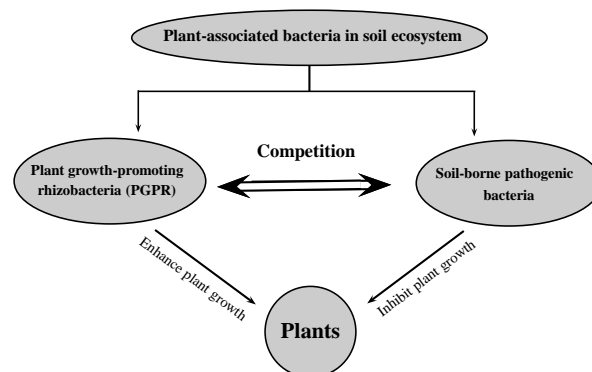 Plant-associated bacteria in soil ecosystem
Competition
Plant growth-promoting
rhizobacteria (PGPR)
Soil-borne pathogenic
bacteria
Enhance plant growth
Inhibit plant growth
Plants